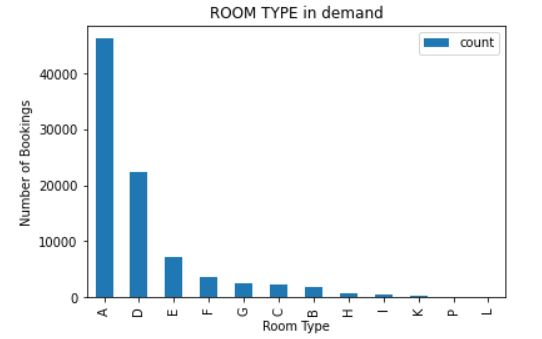 ROOM TYPE in demand
count
Number of Bookings
40000
30000
20000
10000
0
A D E F G C B H I K P L
Room Type